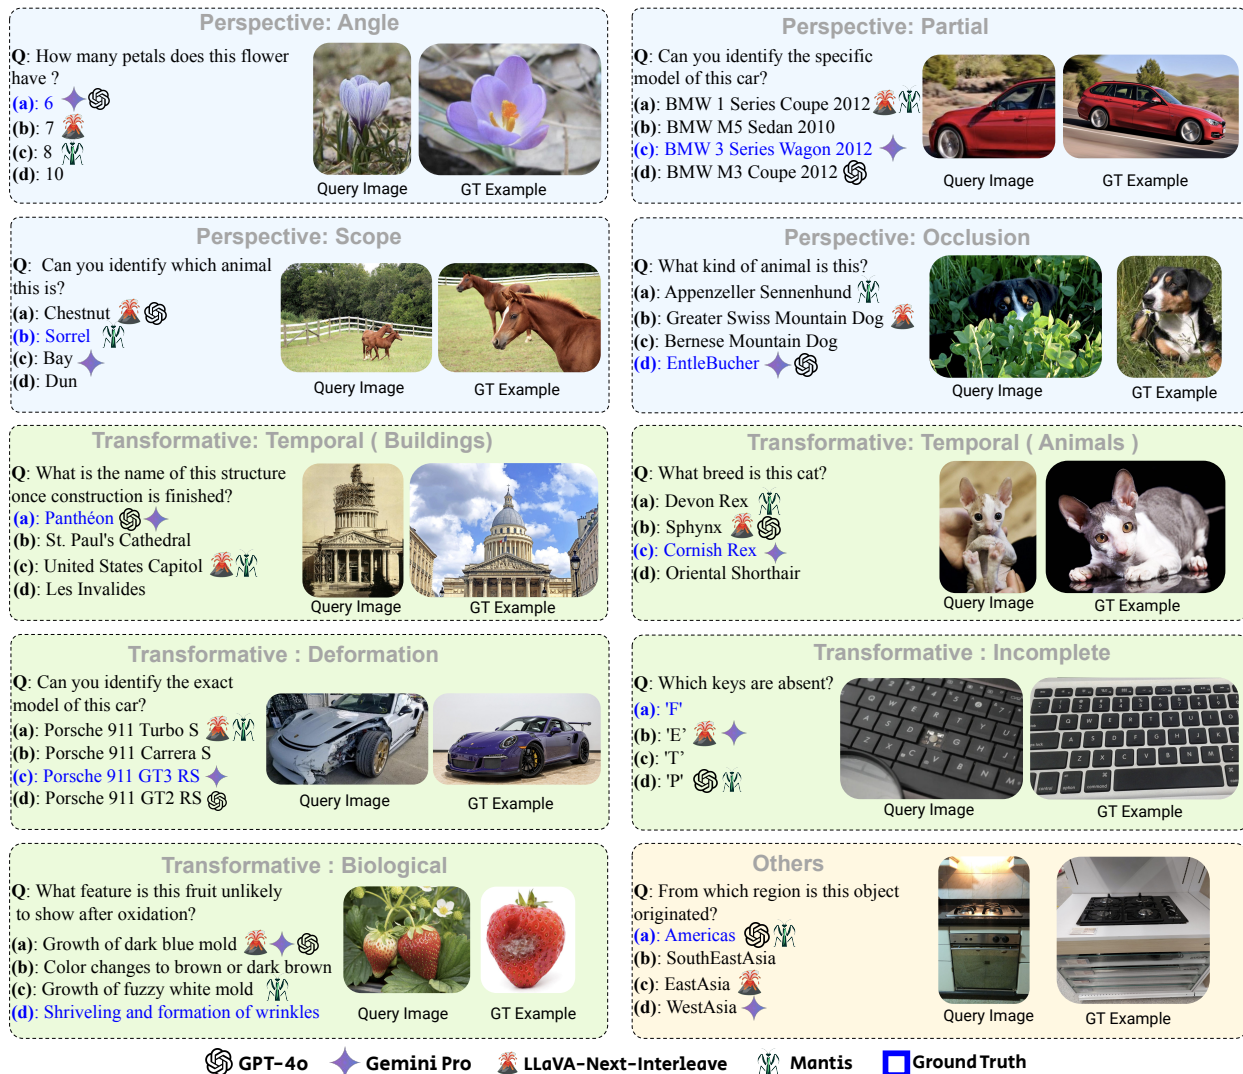 Perspective: Angle
Q: How many petals does this flower
have ?
(a): 6
(b): 7
(c): 8
(d): 10
Query Image
GT Example
Perspective: Partial
Q: Can you identify the specific
model of this car?
(a): BMW 1 Series Coupe 2012
(b): BMW M5 Sedan 2010
(c): BMW 3 Series Wagon 2012
(d): BMW M3 Coupe 2012
Query Image
GT Example
Perspective: Scope
Q: Can you identify which animal
this is?
(a): Chestnut
(b): Sorrel
(c): Bay
(d): Dun
Query Image
GT Example
Perspective: Occlusion
Q: What kind of animal is this?
(a): Appenzeller Sennenhund
(b): Greater Swiss Mountain Dog
(c): Bernese Mountain Dog
(d): EntleBucher
Query Image
GT Example
Transformative: Temporal ( Buildings)
Q: What is the name of this structure
once construction is finished?
(a): Panthéon
(b): St. Paul's Cathedral
(c): United States Capitol
(d): Les Invalides
Query Image
GT Example
Transformative: Temporal ( Animals )
Q: What breed is this cat?
(a): Devon Rex
(b): Sphynx
(c): Cornish Rex
(d): Oriental Shorthair
Query Image
GT Example
Transformative : Deformation
Q: Can you identify the exact
model of this car?
(a): Porsche 911 Turbo S
(b): Porsche 911 Carrera S
(c): Porsche 911 GT3 RS
(d): Porsche 911 GT2 RS
Query Image
GT Example
Transformative : Incomplete
Q: Which keys are absent?
(a): 'F'
(b): 'E’
(c): 'T’
(d): 'P'
Query Image
GT Example
Transformative : Biological
Q: What feature is this fruit unlikely
to show after oxidation?
(a): Growth of dark blue mold
(b): Color changes to brown or dark brown
(c): Growth of fuzzy white mold
(d): Shriveling and formation of wrinkles
Query Image
GT Example
Others
Q: From which region is this object
originated?
(a): Americas
(b): SouthEastAsia
(c): EastAsia
(d): WestAsia
Query Image
GT Example
GPT-4o
Gemini Pro
LLaVA-Next-Interleave
Mantis
Ground Truth